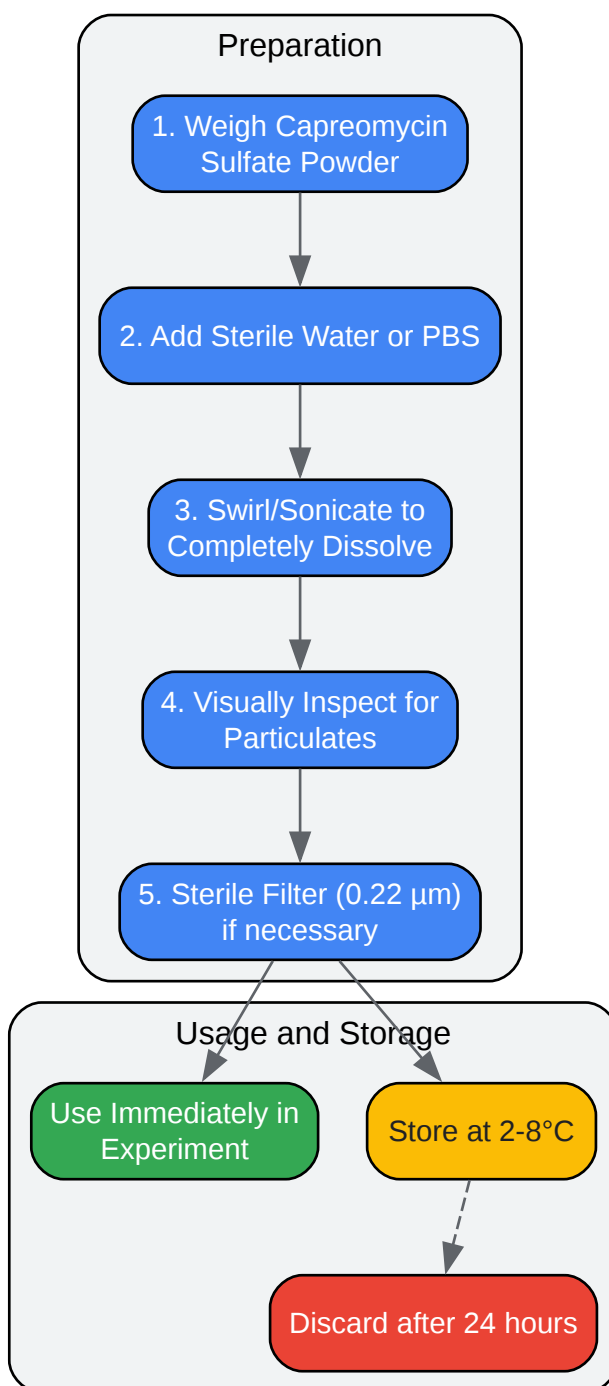 Preparation
1. Weigh Capreomycin
Sulfate Powder
2. Add Sterile Water or PBS
3. Swirl/Sonicate to
Completely Dissolve
4. Visually Inspect for
Particulates
5. Sterile Filter (0.22 µm)
if necessary
Usage and Storage
Use Immediately in
Experiment
Store at 2-8°C
Discard after 24 hours